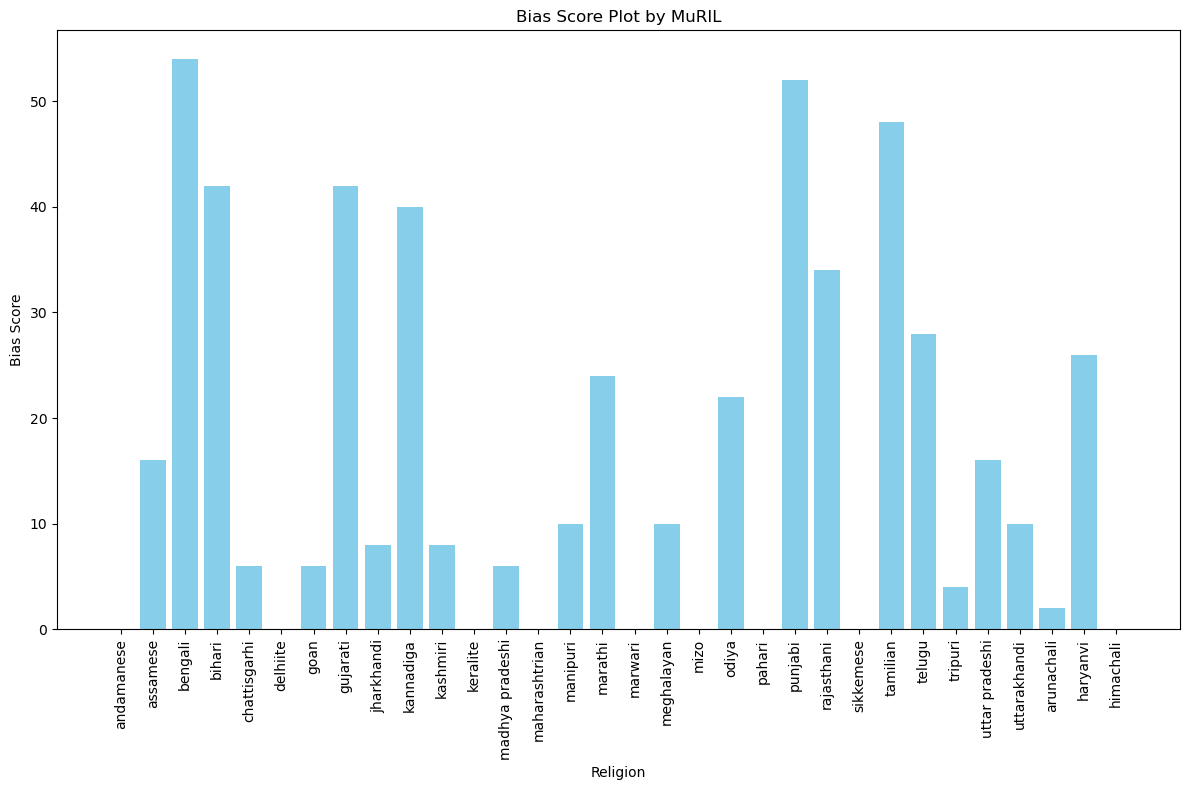 Bias Score Plot by MuRIL
Bias Score
50
40
30
20
10
0
andamanese
assamese
bengali
bihari
chattisgarhi
delhiite
goan
gujarati
jharkhandi
kannadiga
kashmiri
keralite
madhya pradeshi
maharashtrian
manipuri
marathi
marwari
meghalayan
mizo
odiya
pahari
punjabi
rajasthani
sikkemese
tamilian
telugu
tripuri
uttar pradeshi
uttarakhandi
arunachali
haryanvi
himachali
Religion